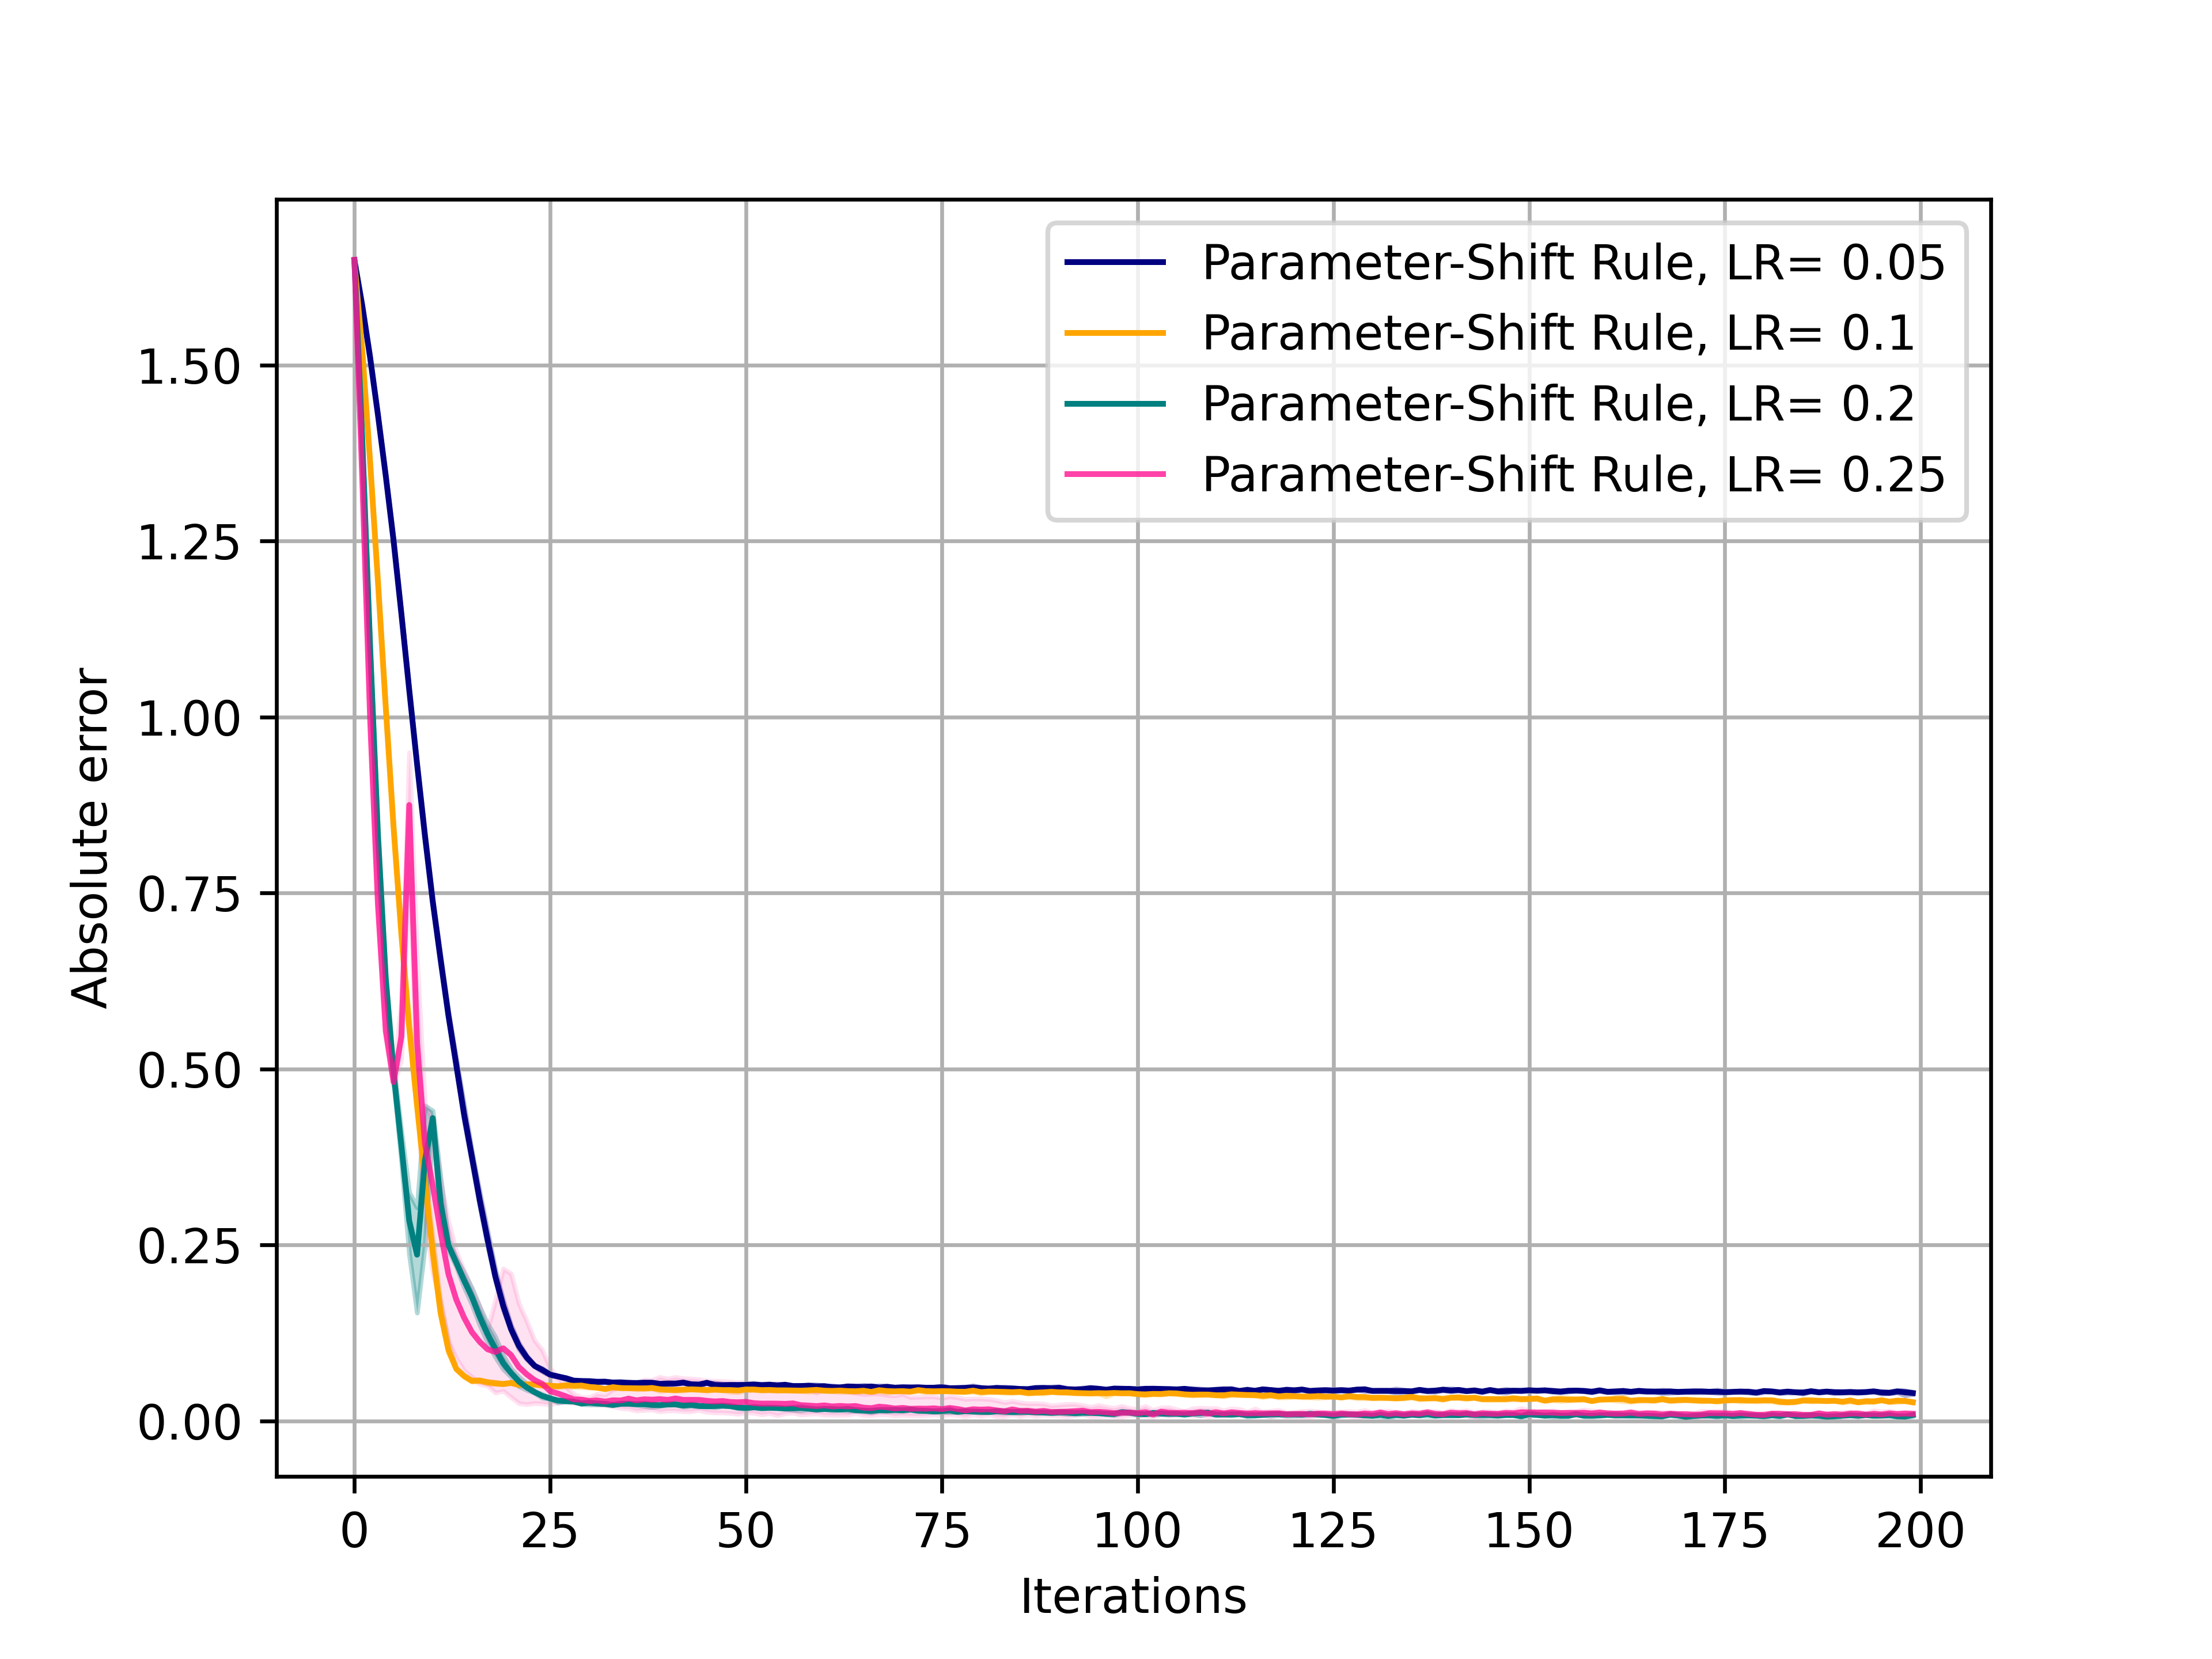 Parameter-Shift Rule, LR= 0.05
Parameter-Shift Rule, LR= 0.1
Parameter-Shift Rule, LR= 0.2
Parameter-Shift Rule, LR= 0.25
1.50
1.25
1.00
0.75
0.50
0.25
0.00
Absolute error
0 25 50 75 100 125 150 175 200
Iterations